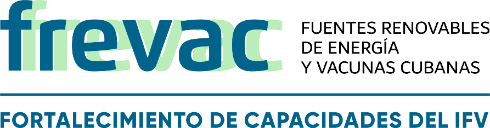 frevac
FUENTES RENOVABLES
DE ENERGÍA
Y VACUNAS CUBANAS
FORTALECIMIENTO DE CAPACIDADES DEL IFV